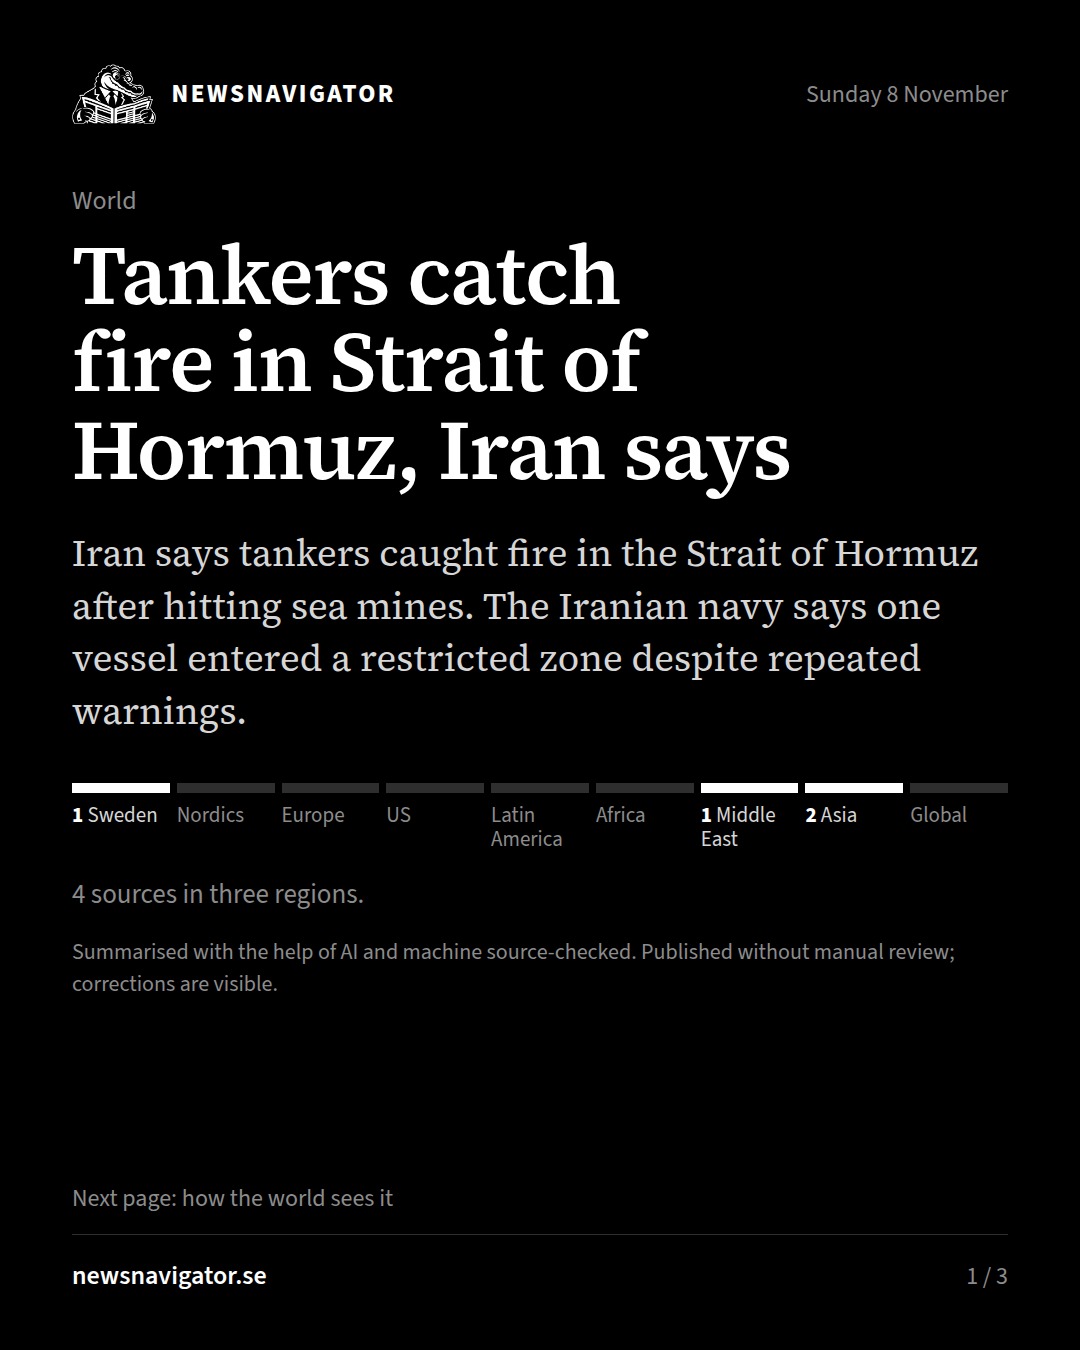 NEWSNAVIGATOR
Sunday 8 November
World
Tankers catch
fire in Strait of
Hormuz, Iran says
Iran says tankers caught fire in the Strait of Hormuz
after hitting sea mines. The Iranian navy says one
vessel entered a restricted zone despite repeated
warnings.
1 Sweden
Nordics
Europe
US
Latin
America
Africa
1 Middle
East
2 Asia
Global
4 sources in three regions.
Summarised with the help of AI and machine source-checked. Published without manual review;
corrections are visible.
Next page: how the world sees it
newsnavigator.se
1 / 3